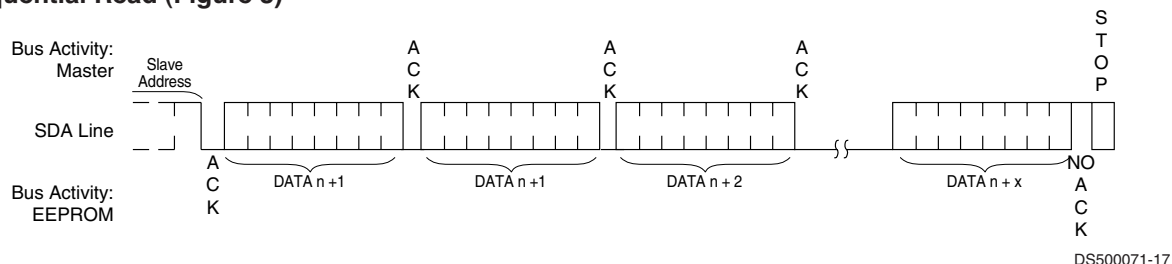 quential Read (Figure 8)
S
T
O
P
Bus Activity:
Master
Slave
Address
A
C
K
A
C
K
A
C
K
SDA Line
A
C
K
DATA n +1
DATA n +1
DATA n + 2
DATA n + x
NO
A
C
K
Bus Activity:
EEPROM
DS500071-17